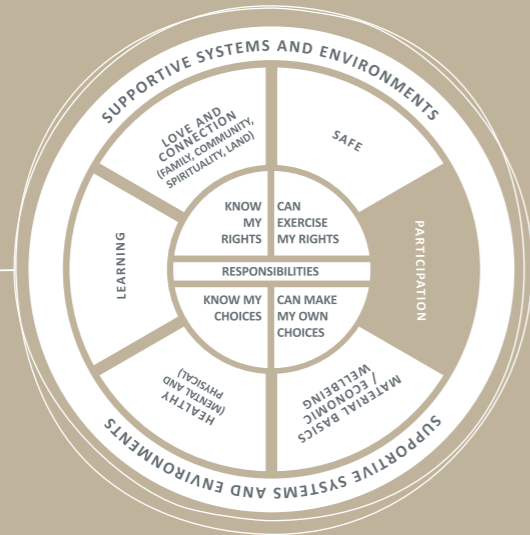 SUPPORTIVE SYSTEMS AND ENVIRONMENTS
LOVE AND
CONNECTION
(FAMILY, COMMUNITY,
SPIRITUALITY, LAND)
SAFE
KNOW
MY
RIGHTS
CAN
EXERCISE
MY RIGHTS
LEARNING
PARTICIPATION
RESPONSIBILITIES
KNOW MY
CHOICES
CAN MAKE
MY OWN
CHOICES
HEALTHY
(MENTAL AND
PHYSICAL)
MATERIAL BASICS
/ ECONOMIC
WELLBEING
SUPPORTIVE SYSTEMS AND ENVIRONMENTS